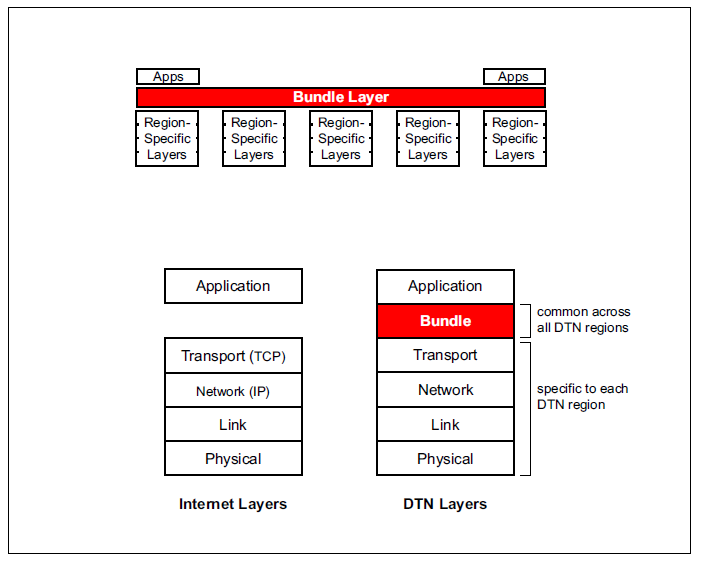 Apps
Apps
Bundle Layer
Region-
Specific
Layers
Region-
Specific
Layers
Region-
Specific
Layers
Region-
Specific
Layers
Region-
Specific
Layers
Application
Transport (TCP)
Network (IP)
Link
Physical
Internet Layers
Application
Bundle
Transport
Network
Link
Physical
DTN Layers
common across
all DTN regions
specific to each
DTN region